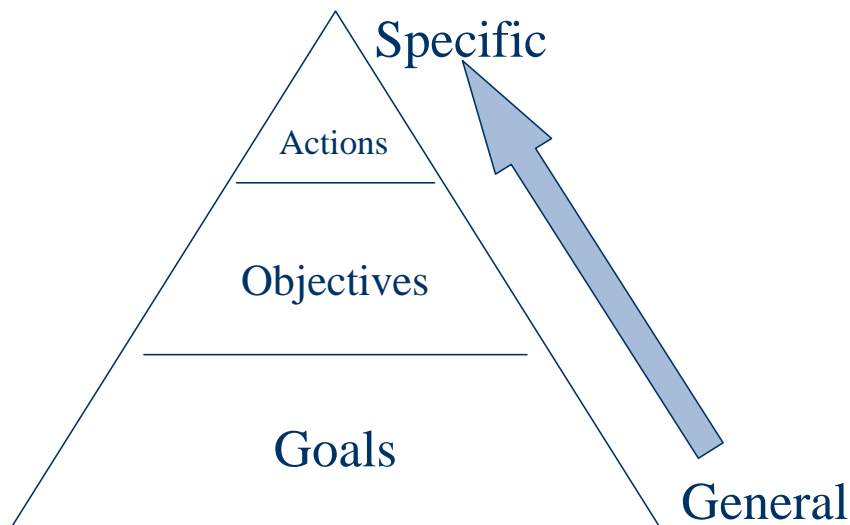 Specific
Actions
Objectives
Goals
General